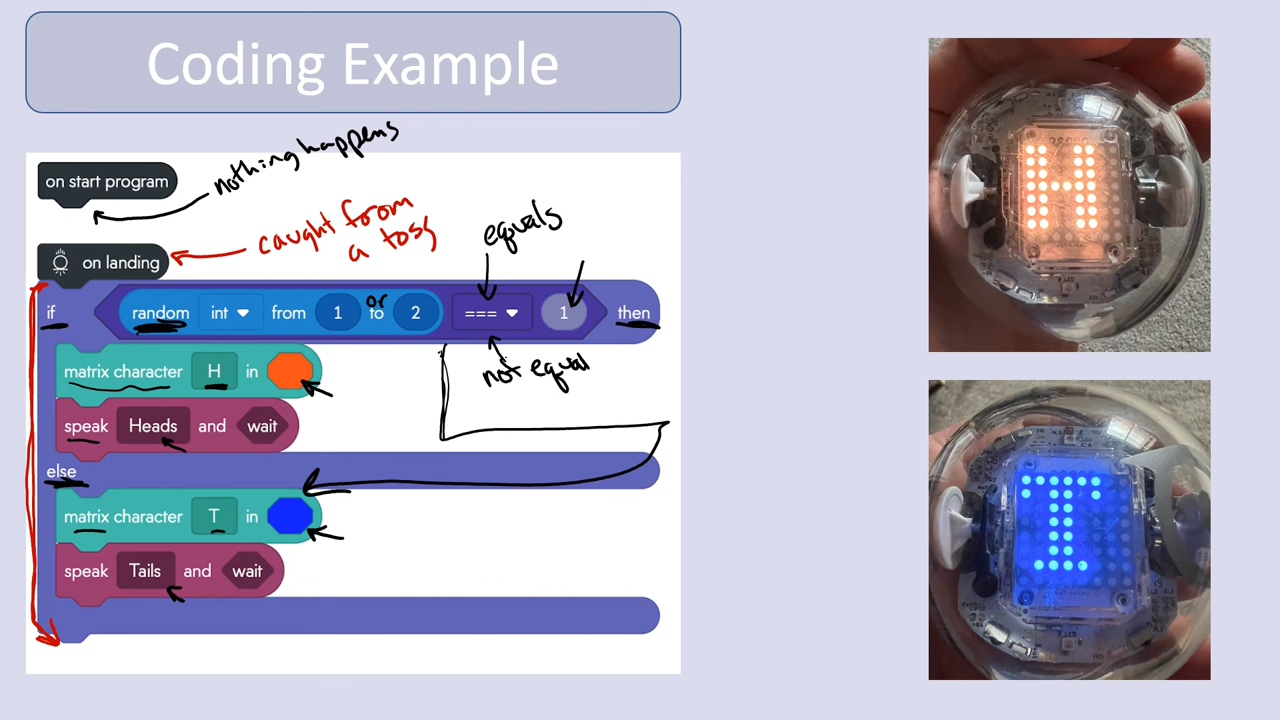 Coding Example
nothing happens
on start program
caught from
a toss
equals
on landing
or
if random int from 1 to 2 === 1 then
matrix character H in
not equal
speak Heads and wait
else
matrix character T in
speak Tails and wait
H
T